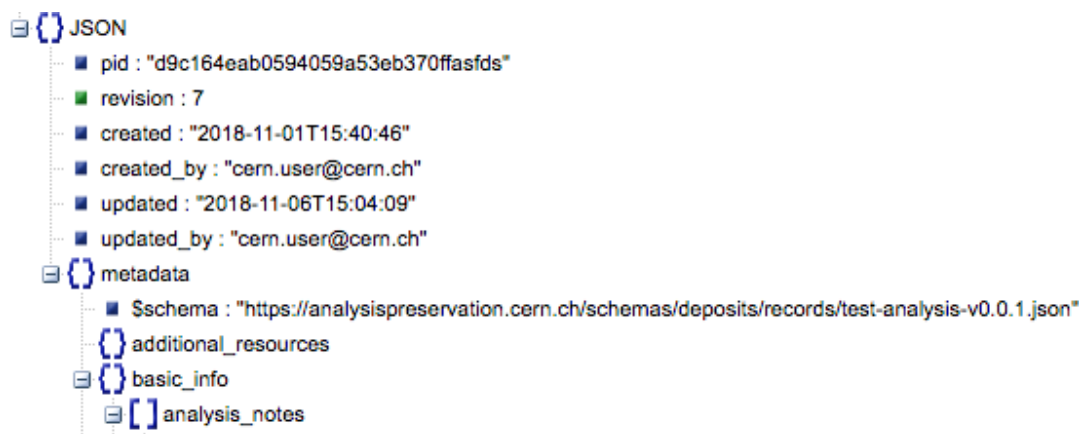 JSON
pid : "d9c164eab0594059a53eb370ffasfds"
revision : 7
created : "2018-11-01T15:40:46"
created_by : "cern.user@cern.ch"
updated : "2018-11-06T15:04:09"
updated_by : "cern.user@cern.ch"
metadata
$schema : "https://analysispreservation.cern.ch/schemas/deposits/records/test-analysis-v0.0.1.json"
additional_resources
basic_info
analysis_notes